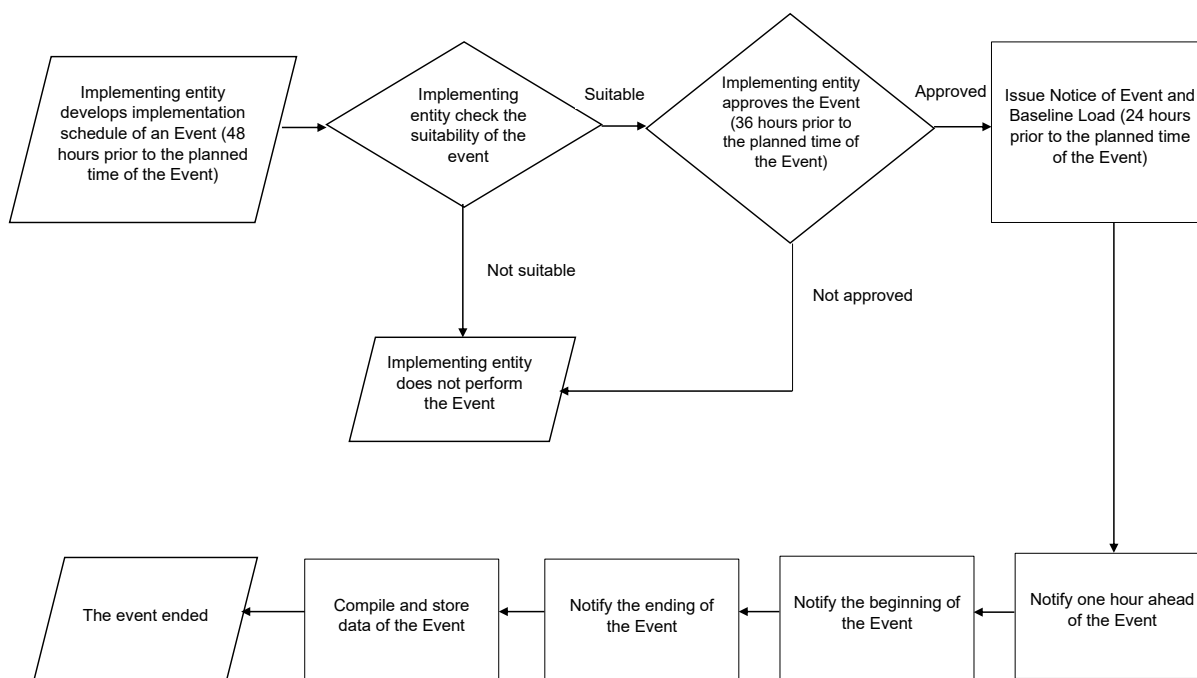 Implementing entity
develops implementation
schedule of an Event (48
hours prior to the planned
time of the Event)
Implementing
entity check the
suitability of the
event
Suitable
Implementing entity
approves the Event
(36 hours prior to
the planned time of
the Event)
Approved
Issue Notice of Event and
Baseline Load (24 hours
prior to the planned time
of the Event)
Not suitable
Not approved
Implementing entity
does not perform
the Event
The event ended
Compile and store
data of the Event
Notify the ending of
the Event
Notify the beginning of
the Event
Notify one hour ahead
of the Event